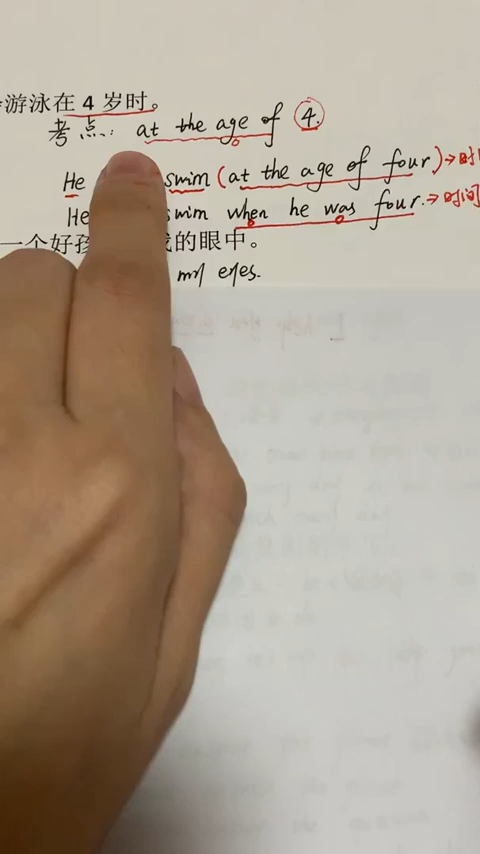 游泳在 4 岁时。
考点: at the age of ④.
He swim (at the age of four) →
He swim when he was four. → 时间
一个好孩 的眼中。
my eyes.